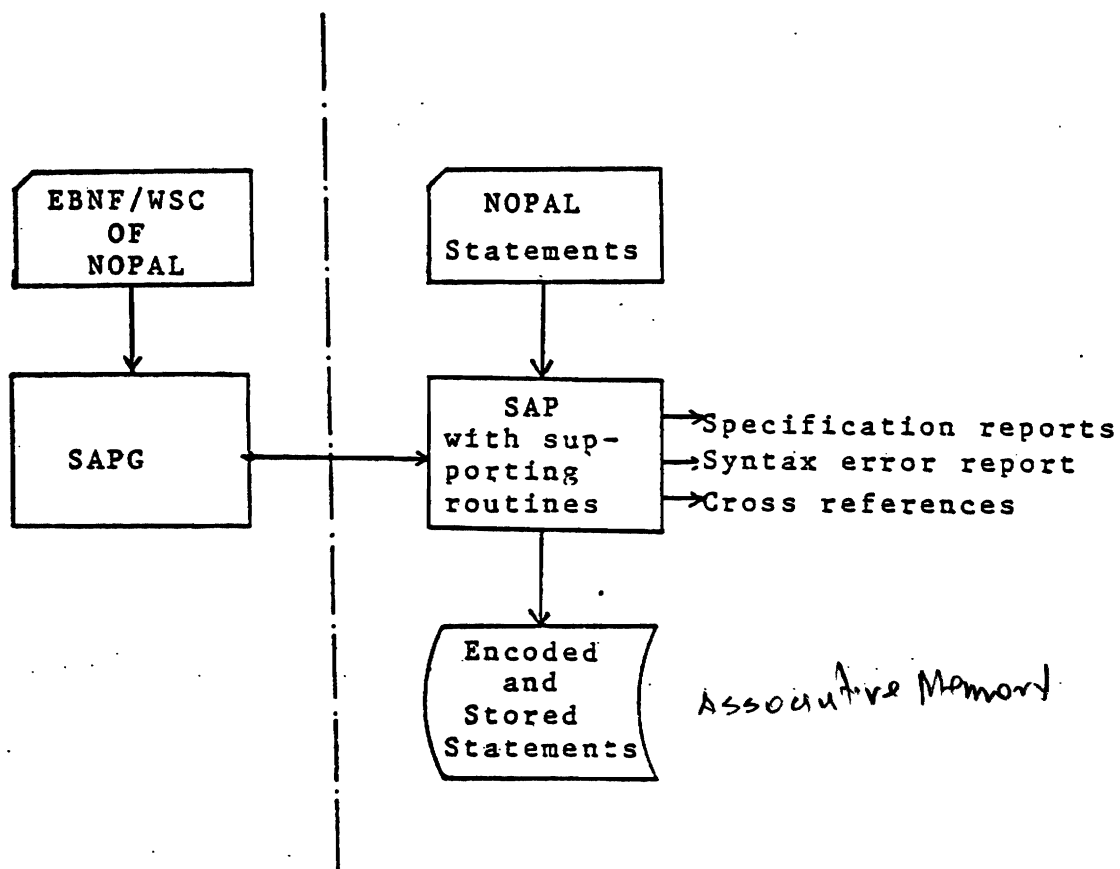 EBNF/WSC
OF
NOPAL
SAPG
NOPAL
Statements
SAP
with sup-
porting
routines
Specification reports
Syntax error report
Cross references
Encoded
and
Stored
Statements
Associative Memory